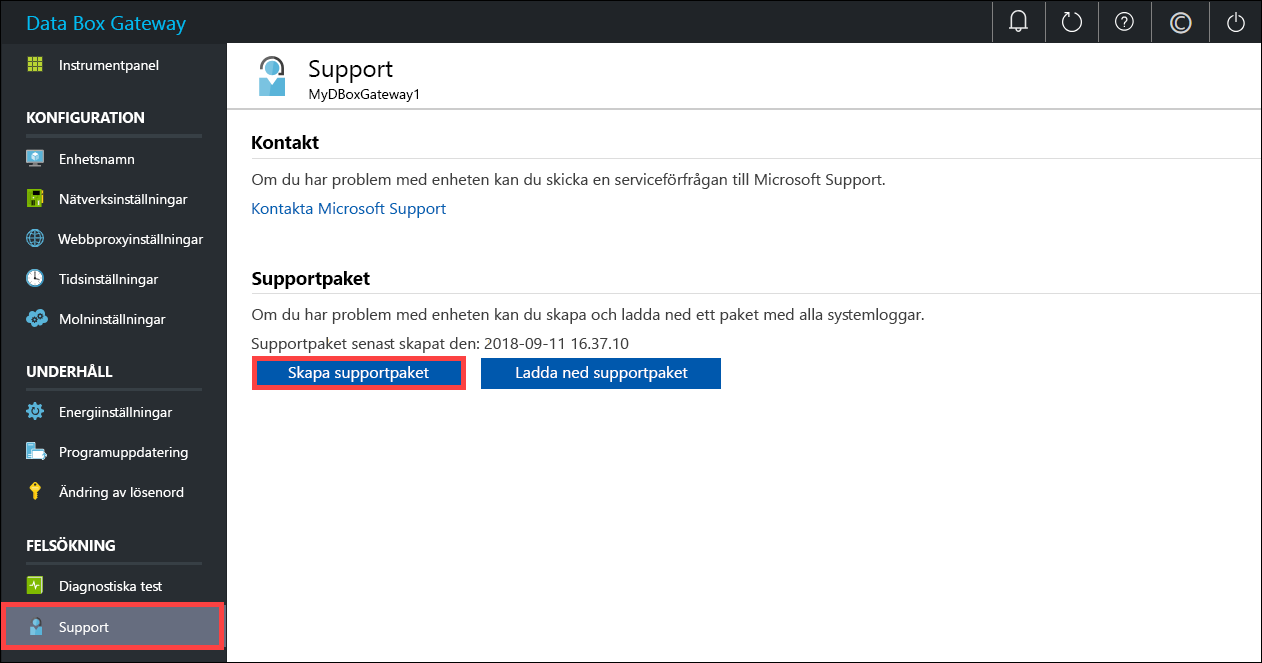 Data Box Gateway
Instrumentpanel
KONFIGURATION
Enhetsnamn
Nätverksinställningar
Webbproxyinställningar
Tidsinställningar
Molninställningar
UNDERHÅLL
Energiinställningar
Programuppdatering
Ändring av lösenord
FELSÖKNING
Diagnostiska test
Support
Support
MyDBoxGateway1
Kontakt
Om du har problem med enheten kan du skicka en serviceförfrågan till Microsoft Support.
Kontakta Microsoft Support
Supportpaket
Om du har problem med enheten kan du skapa och ladda ned ett paket med alla systemloggar.
Supportpaket senast skapat den: 2018-09-11 16.37.10
Skapa supportpaket
Ladda ned supportpaket